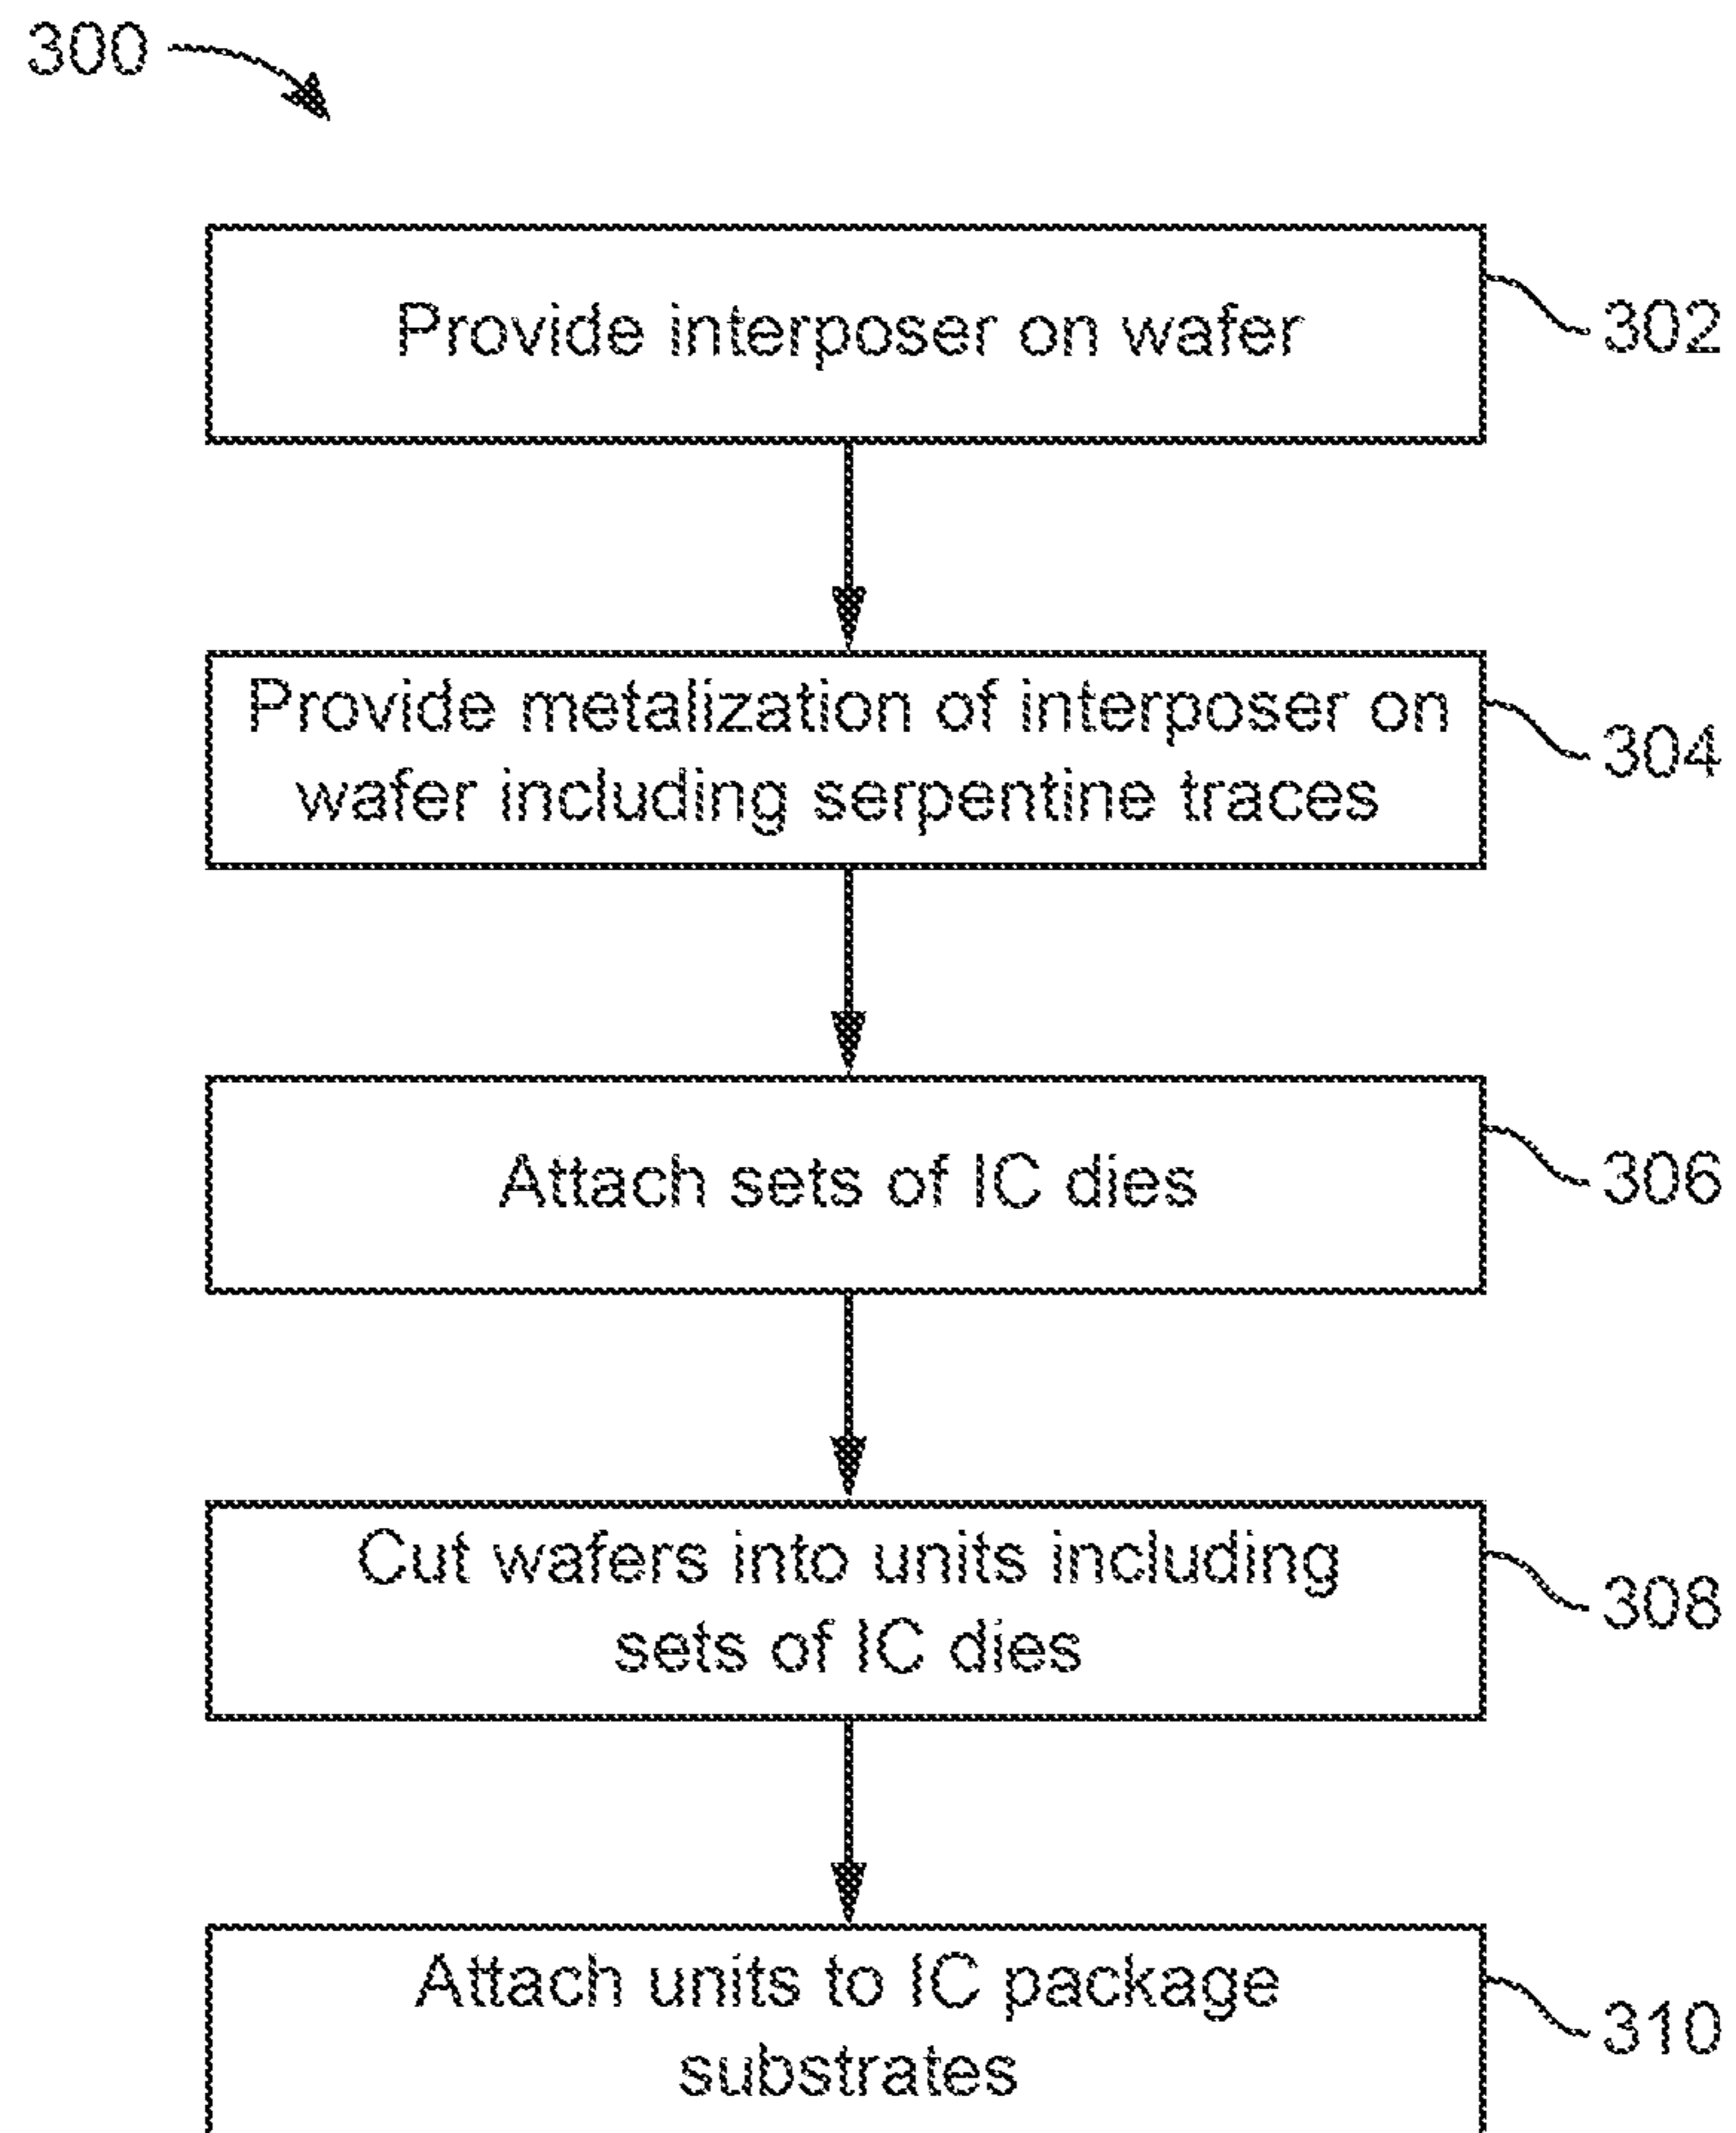 300
Provide interposer on wafer
302
Provide metalization of interposer on
wafer including serpentine traces
304
Attach sets of IC dies
306
Cut wafers into units including
sets of IC dies
308
Attach units to IC package
substrates
310